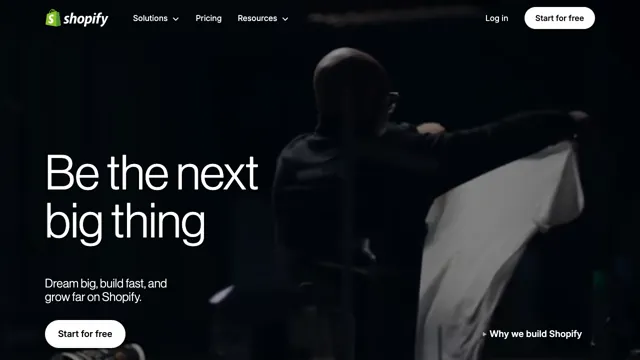 shopify
Solutions
Pricing
Resources
Log in
Start for free
Be the next
big thing
Dream big, build fast, and
grow far on Shopify.
Start for free
Why we build Shopify